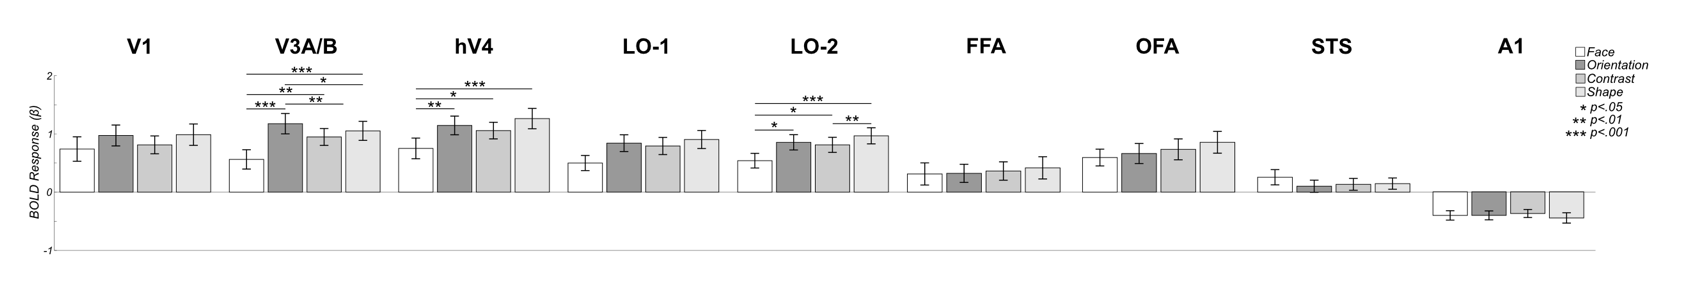 V1 V3A/B hV4 LO-1 LO-2 FFA OFA STS A1
Face
Orientation
Contrast
Shape
* p<.05
** p<.01
*** p<.001
BOLD Response (β)
2
1
0
-1
***
*
**
*** **
***
*
**
***
*
* **